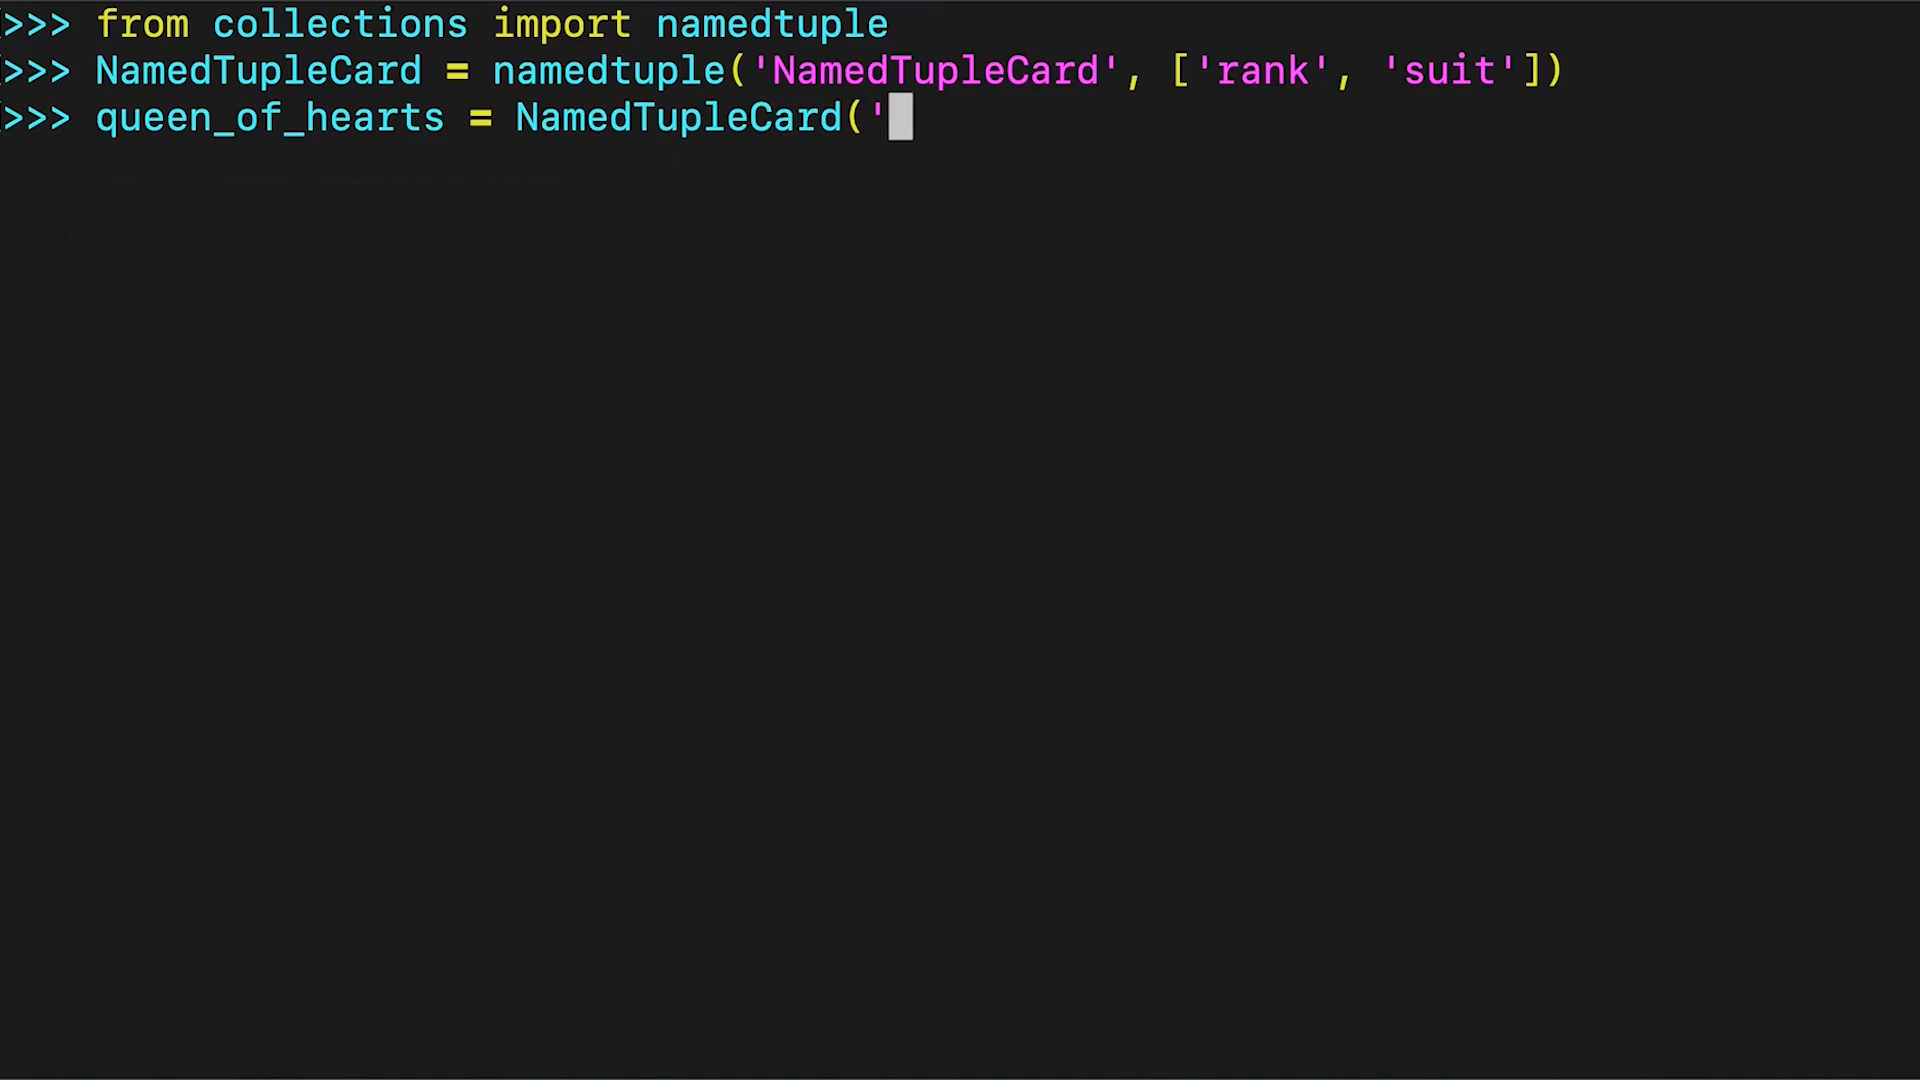 >>> from collections import namedtuple
>>> NamedTupleCard = namedtuple('NamedTupleCard', ['rank', 'suit'])
>>> queen_of_hearts = NamedTupleCard('